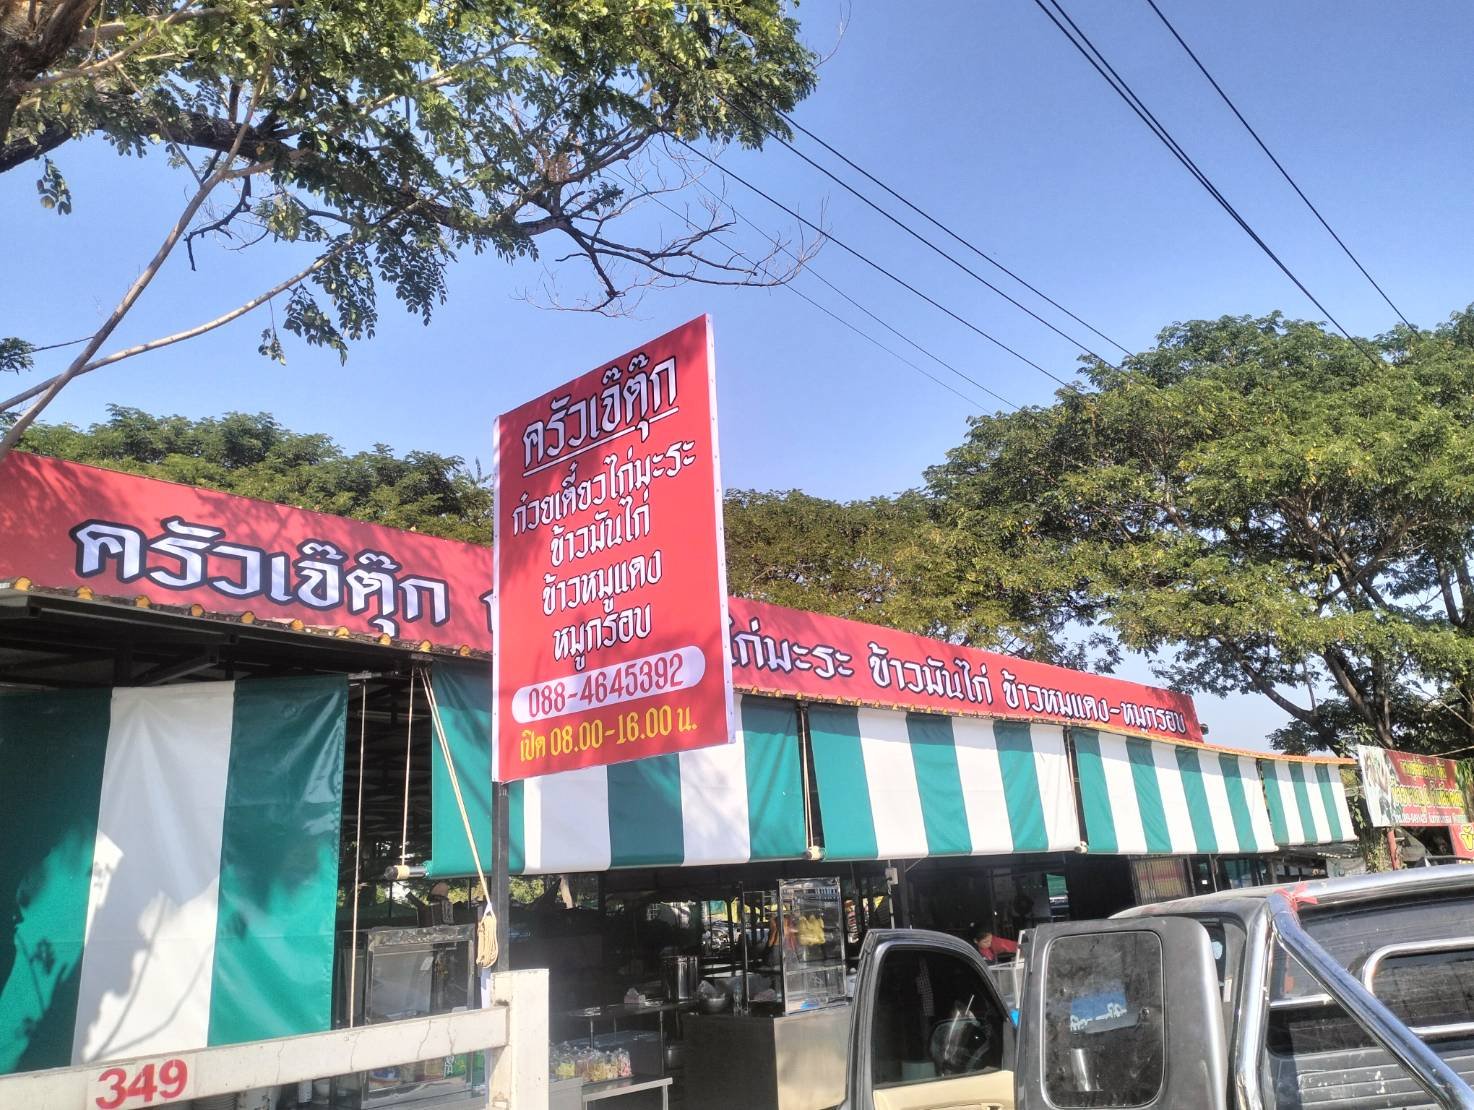 ครัวเจ๊ตุ๊ก
ก๋วยเตี๋ยวไก่มะระ
ข้าวมันไก่
ข้าวหมูแดง
หมูกรอบ
088-4645392
เปิด 08.00-16.00 น.
ครัวเจ๊ตุ๊ก
ไก่มะระ ข้าวมันไก่ ข้าวหมูแดง-หมูกรอบ
349